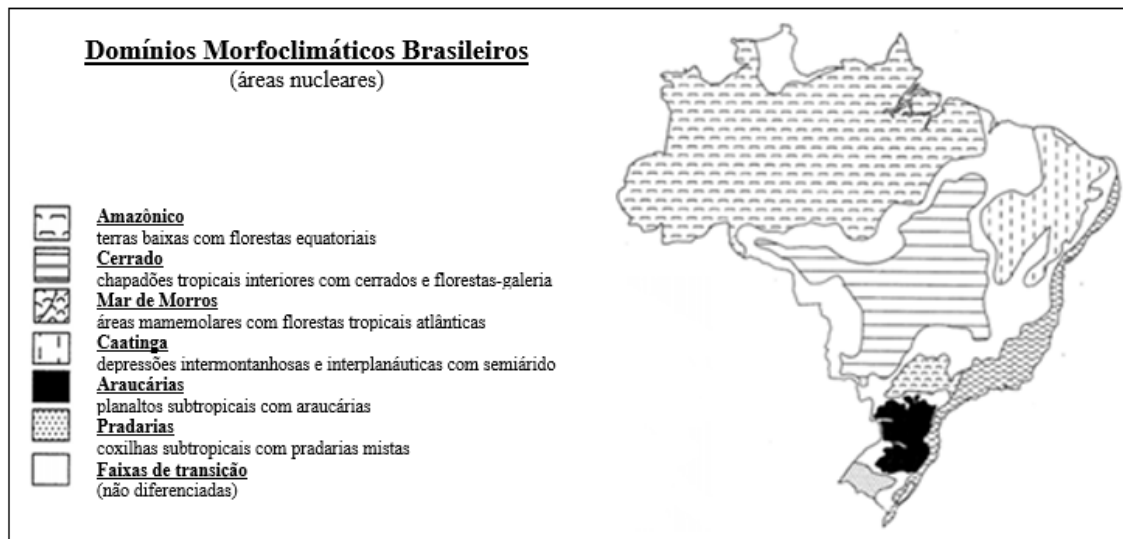 Domínios Morfoclimáticos Brasileiros
(áreas nucleares)
Amazônico
terras baixas com florestas equatoriais
Cerrado
chapadões tropicais interiores com cerrados e florestas-galeria
Mar de Morros
áreas mamemolares com florestas tropicais atlânticas
Caatinga
depressões intermontanhosas e interplanáuticas com semiárido
Araucárias
planaltos subtropicais com araucárias
Pradarias
coxilhas subtropicais com pradarias mistas
Faixas de transição
(não diferenciadas)